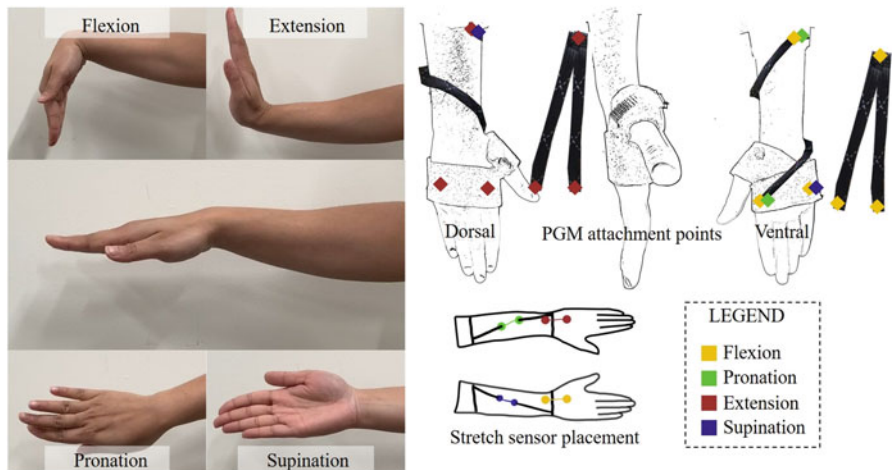 Flexion
Extension
Pronation
Supination
Dorsal
PGM attachment points
Ventral
Stretch sensor placement
LEGEND
Flexion
Pronation
Extension
Supination